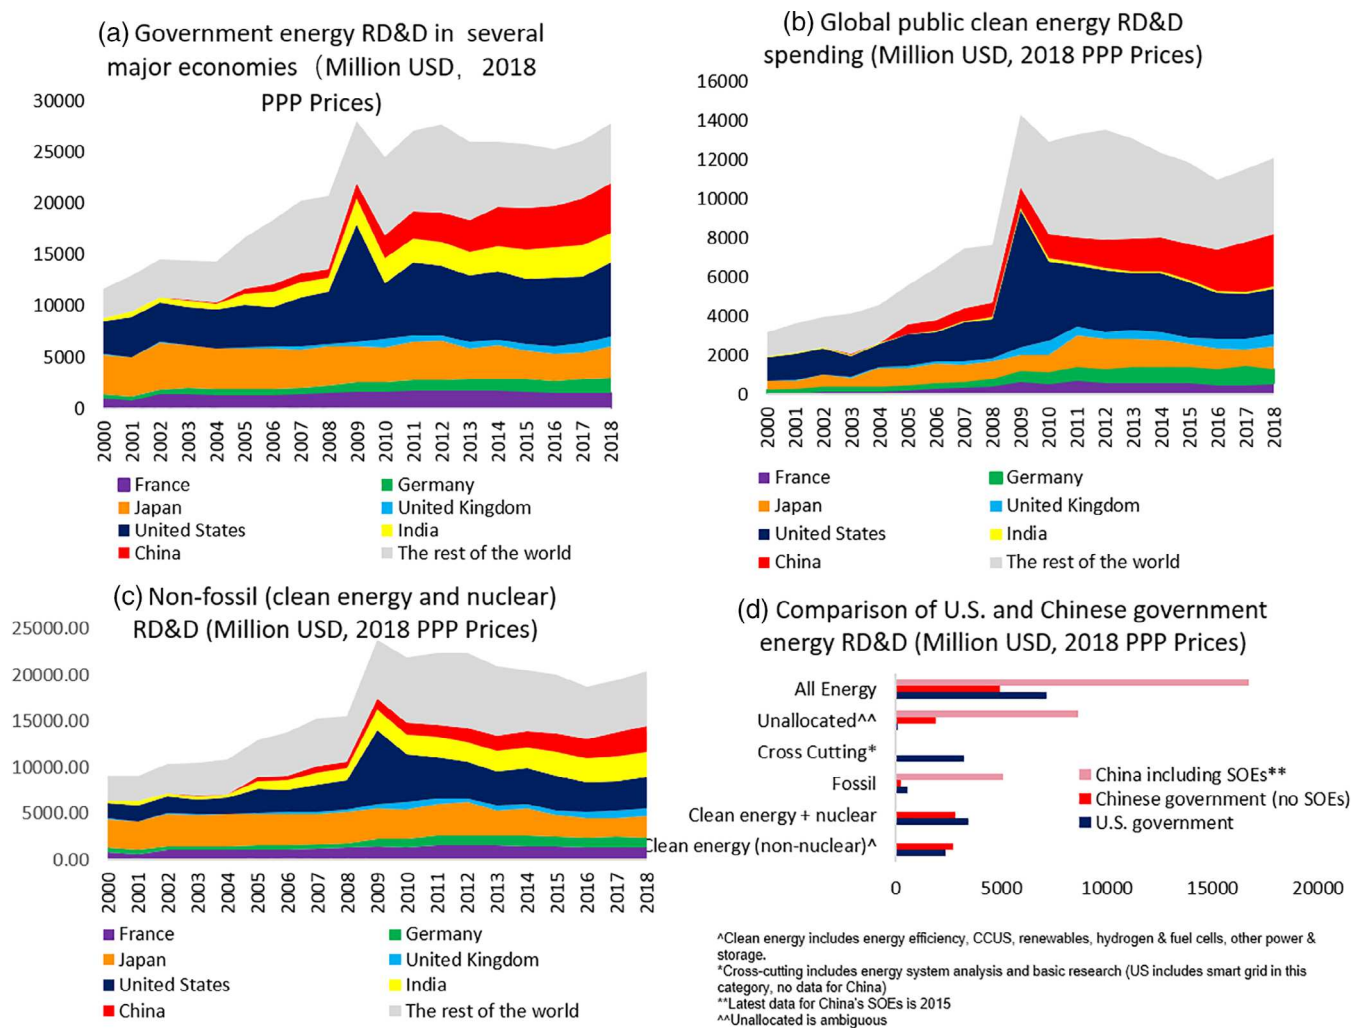 (a) Government energy RD&D in several
major economies （Million USD， 2018
PPP Prices)
30000
25000
20000
15000
10000
5000
0
2000 2001 2002 2003 2004 2005 2006 2007 2008 2009 2010 2011 2012 2013 2014 2015 2016 2017 2018
France Germany
Japan United Kingdom
United States India
China The rest of the world
(b) Global public clean energy RD&D
spending (Million USD, 2018 PPP Prices)
16000
14000
12000
10000
8000
6000
4000
2000
0
2000 2001 2002 2003 2004 2005 2006 2007 2008 2009 2010 2011 2012 2013 2014 2015 2016 2017 2018
France Germany
Japan United Kingdom
United States India
China The rest of the world
(c) Non-fossil (clean energy and nuclear)
RD&D (Million USD, 2018 PPP Prices)
25000.00
20000.00
15000.00
10000.00
5000.00
0.00
2000 2001 2002 2003 2004 2005 2006 2007 2008 2009 2010 2011 2012 2013 2014 2015 2016 2017 2018
France Germany
Japan United Kingdom
United States India
China The rest of the world
(d) Comparison of U.S. and Chinese government
energy RD&D (Million USD, 2018 PPP Prices)
All Energy
Unallocated^^
Cross Cutting*
Fossil
Clean energy + nuclear
Clean energy (non-nuclear)^
0 5000 10000 15000 20000
China including SOEs**
Chinese government (no SOEs)
U.S. government
^Clean energy includes energy efficiency, CCUS, renewables, hydrogen & fuel cells, other power &
storage.
*Cross-cutting includes energy system analysis and basic research (US includes smart grid in this
category, no data for China)
**Latest data for China's SOEs is 2015
^^Unallocated is ambiguous